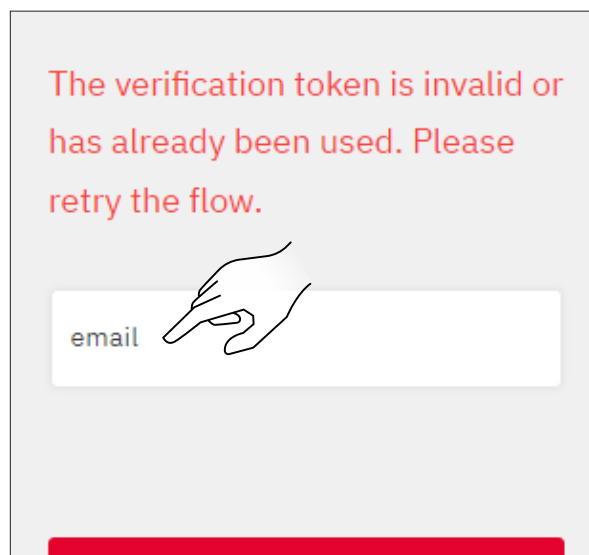 The verification token is invalid or
has already been used. Please
retry the flow.
email